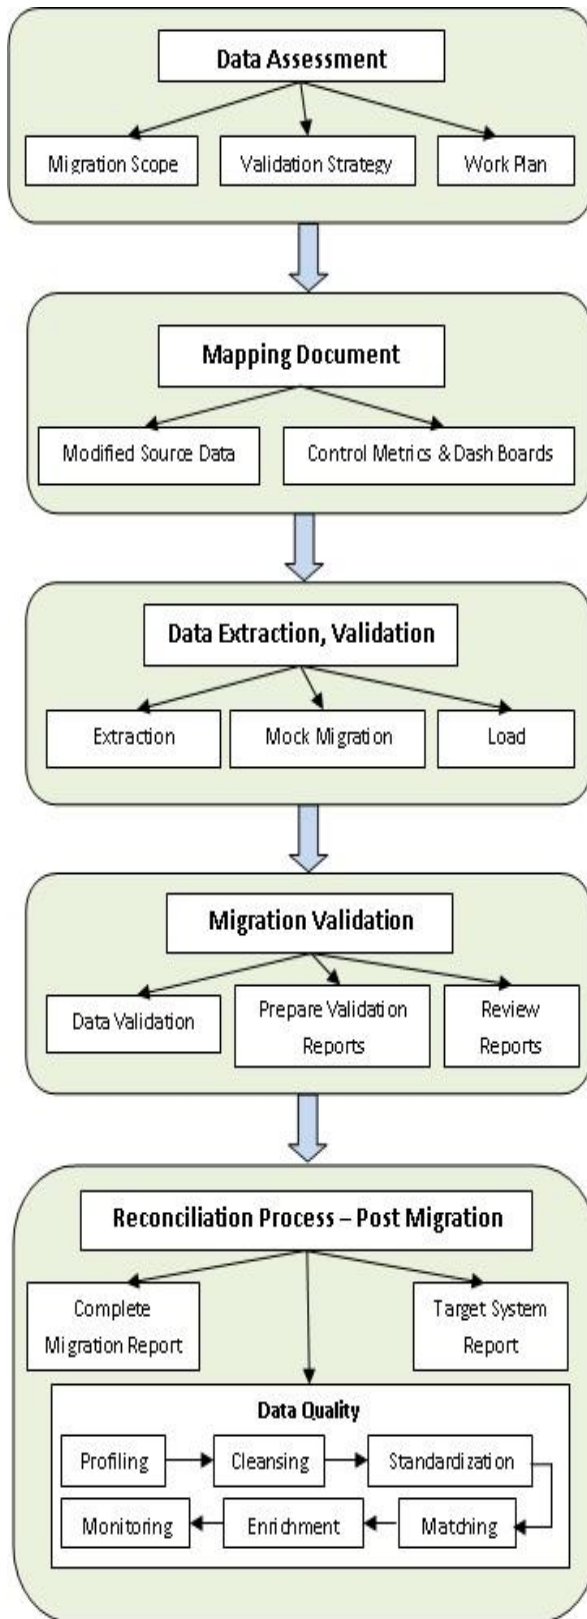 Data Assessment
Migration Scope
Validation Strategy
Work Plan
Mapping Document
Modified Source Data
Control Metrics & Dash Boards
Data Extraction, Validation
Extraction
Mock Migration
Load
Migration Validation
Data Validation
Prepare Validation
Reports
Review
Reports
Reconciliation Process – Post Migration
Complete
Migration Report
Target System
Report
Data Quality
Profiling
Cleansing
Standardization
Monitoring
Enrichment
Matching